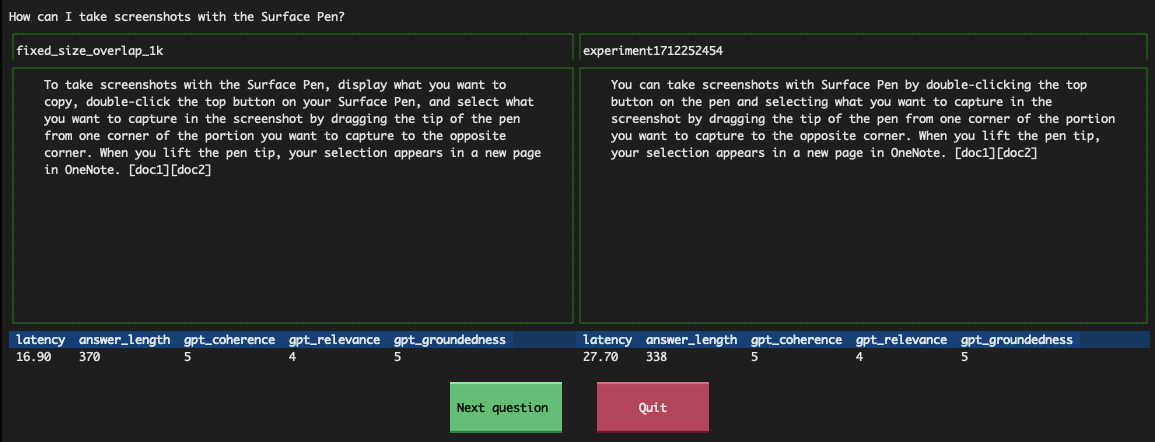 How can I take screenshots with the Surface Pen?
fixed_size_overlap_1k
To take screenshots with the Surface Pen, display what you want to
copy, double-click the top button on your Surface Pen, and select what
you want to capture in the screenshot by dragging the tip of the pen
from one corner of the portion you want to capture to the opposite
corner. When you lift the pen tip, your selection appears in a new page
in OneNote. [doc1][doc2]
latency answer_length gpt_coherence gpt_relevance gpt_groundedness
16.90 370 5 4 5
experiment1712252454
You can take screenshots with Surface Pen by double-clicking the top
button on the pen and selecting what you want to capture in the
screenshot by dragging the tip of the pen from one corner of the portion
you want to capture to the opposite corner. When you lift the pen tip,
your selection appears in a new page in OneNote. [doc1][doc2]
latency answer_length gpt_coherence gpt_relevance gpt_groundedness
27.70 338 5 4 5
Next question
Quit